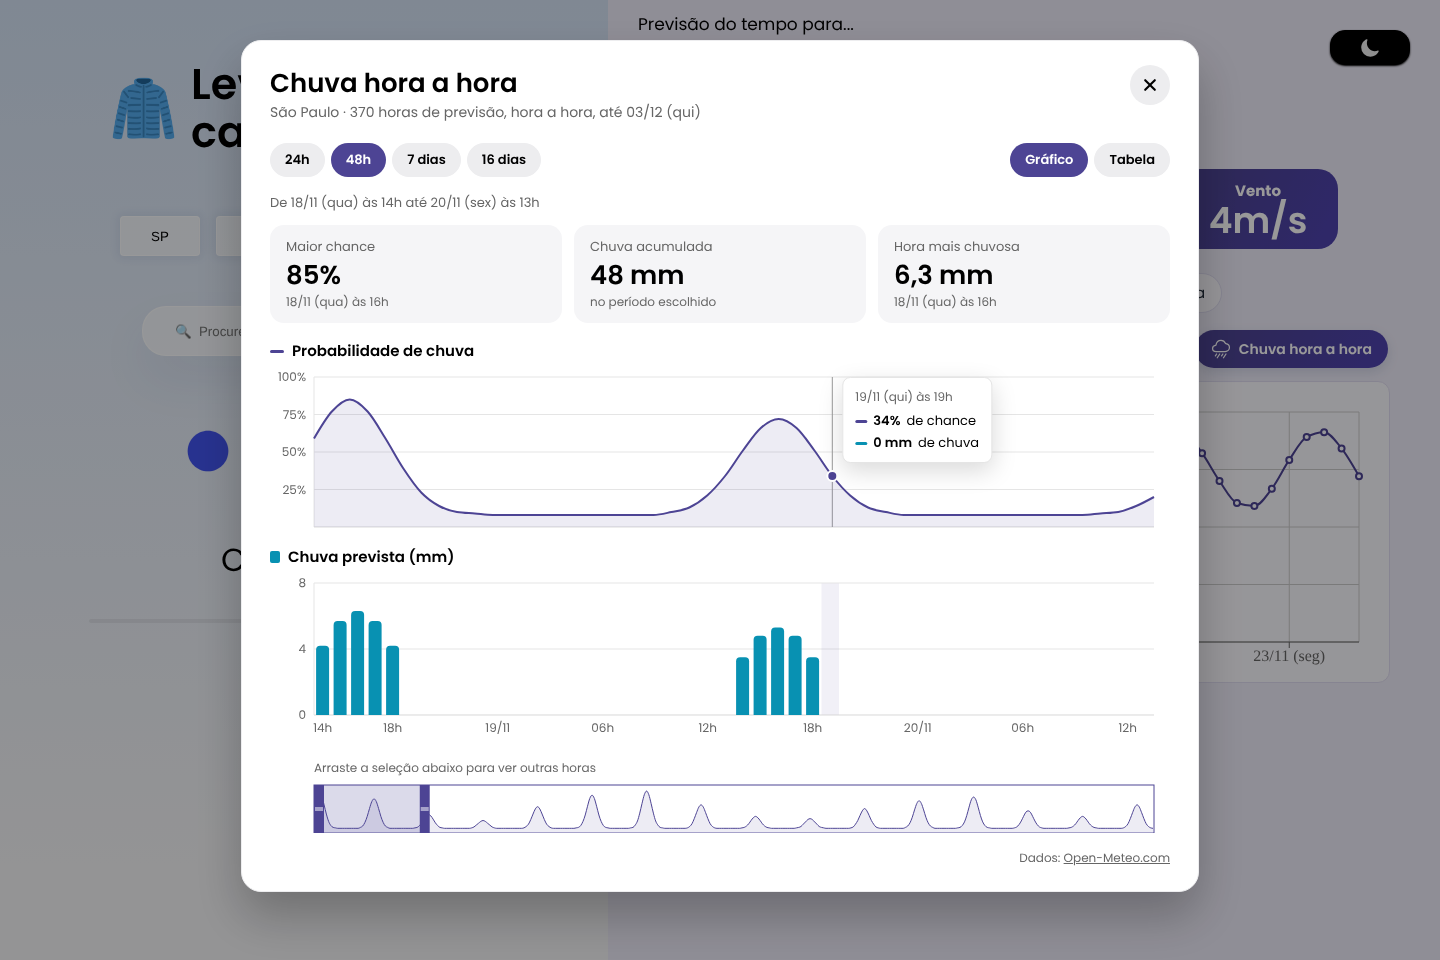 Previsão do tempo para...
Chuva hora a hora
São Paulo · 370 horas de previsão, hora a hora, até 03/12 (qui)
24h 48h 7 dias 16 dias Gráfico Tabela
De 18/11 (qua) às 14h até 20/11 (sex) às 13h
Maior chance
85%
18/11 (qua) às 16h
Chuva acumulada
48 mm
no período escolhido
Hora mais chuvosa
6,3 mm
18/11 (qua) às 16h
Probabilidade de chuva
100%
75%
50%
25%
19/11 (qui) às 19h
34% de chance
0 mm de chuva
Chuva prevista (mm)
8
4
0
14h 18h 19/11 06h 12h 18h 20/11 06h 12h
Arraste a seleção abaixo para ver outras horas
Dados: Open-Meteo.com
SP
Vento
4m/s
Chuva hora a hora
23/11 (seg)